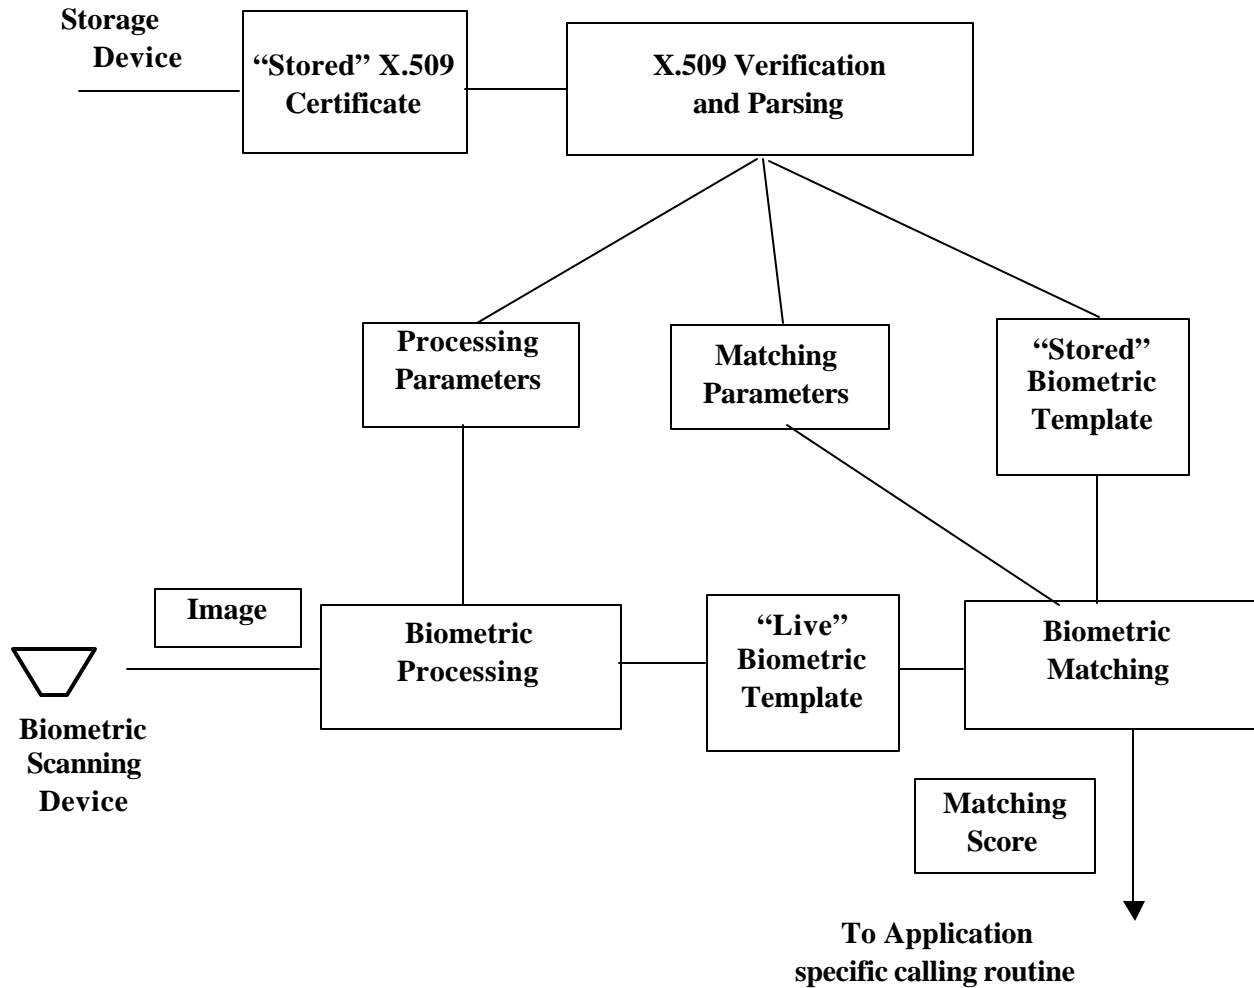 Storage
Device
“Stored” X.509
Certificate
X.509 Verification
and Parsing
Processing
Parameters
Matching
Parameters
“Stored”
Biometric
Template
Image
Biometric
Processing
“Live”
Biometric
Template
Biometric
Matching
Biometric
Scanning
Device
Matching
Score
To Application
specific calling routine